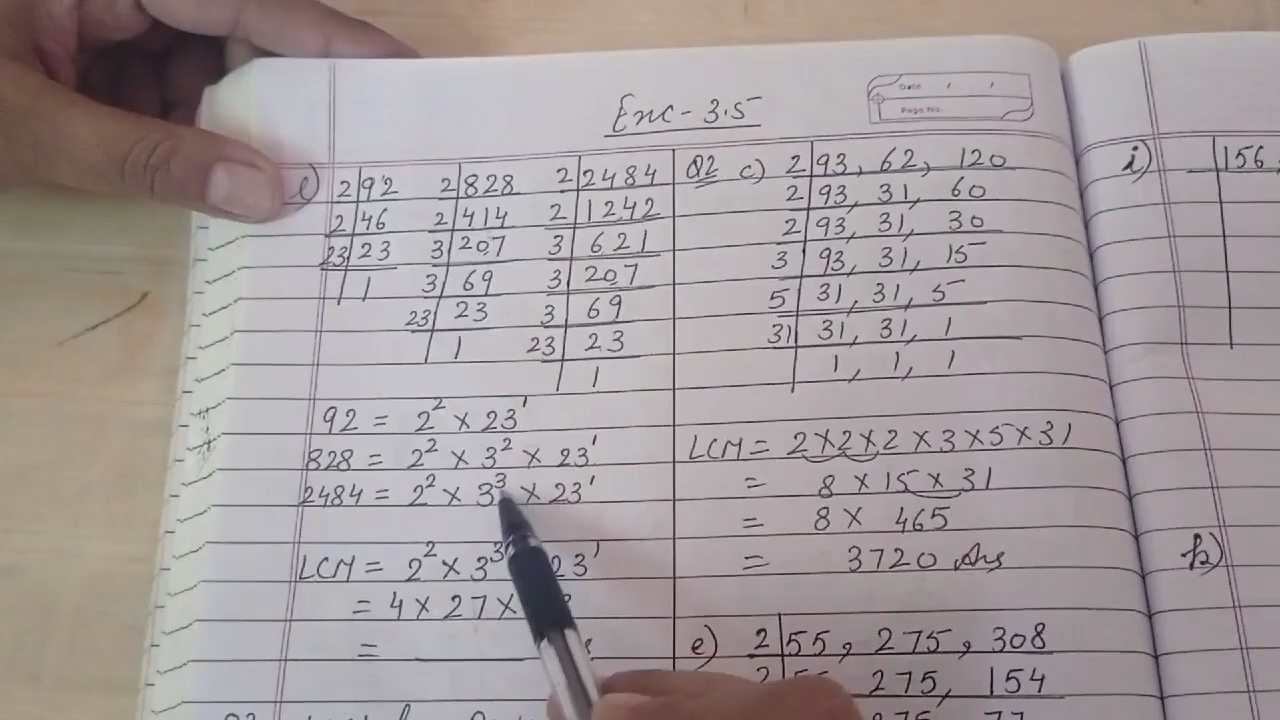 Exc - 3.5
Date / /
Page No.
l) 2|92 2|828 2|2484
2|46 2|414 2|1242
23|23 3|207 3|621
|1 3|69 3|207
23|23 3|69
|1 23|23
|1
92 = 2² × 23¹
828 = 2² × 3² × 23¹
2484 = 2² × 3³ × 23¹
LCM = 2² × 3³ 23¹
= 4 × 27 ×
=
Q2 c) 2|93, 62, 120
2|93, 31, 60
2|93, 31, 30
3|93, 31, 15
5|31, 31, 5
31|31, 31, 1
|1, 1, 1
LCM = 2×2×2×3×5×31
= 8 × 15 × 31
= 8 × 465
= 3720 Ans
e) 2|55, 275, 308
2|55, 275, 154
275, 77
i) |156,
h)